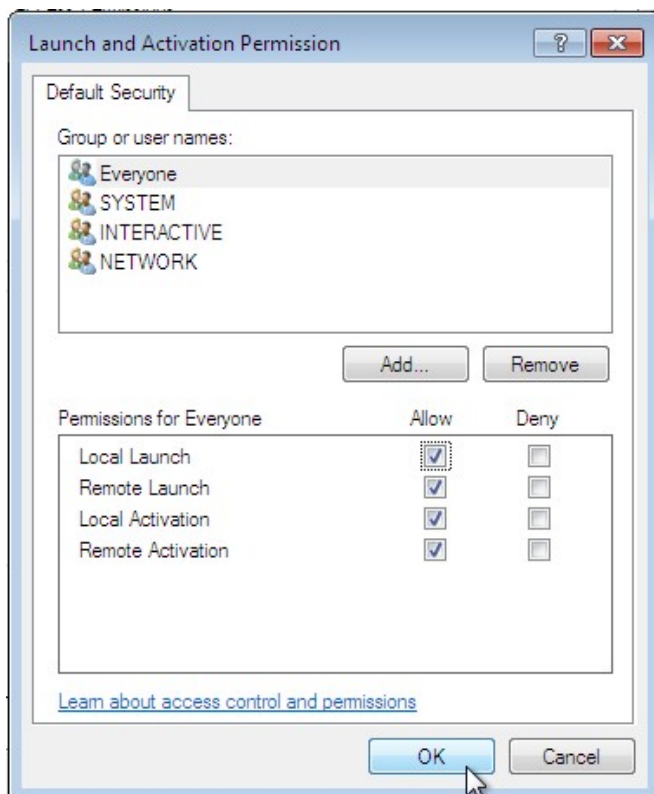 Launch and Activation Permission
Default Security
Group or user names:
Everyone
SYSTEM
INTERACTIVE
NETWORK
Add... Remove
Permissions for Everyone Allow Deny
Local Launch
Remote Launch
Local Activation
Remote Activation
Learn about access control and permissions
OK Cancel